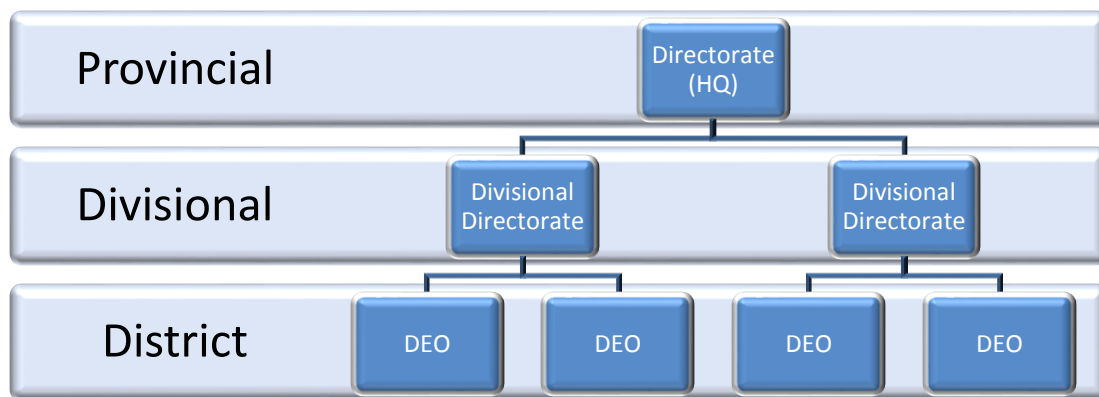 Provincial
Directorate
(HQ)
Divisional
Divisional
Directorate
Divisional
Directorate
District
DEO
DEO
DEO
DEO